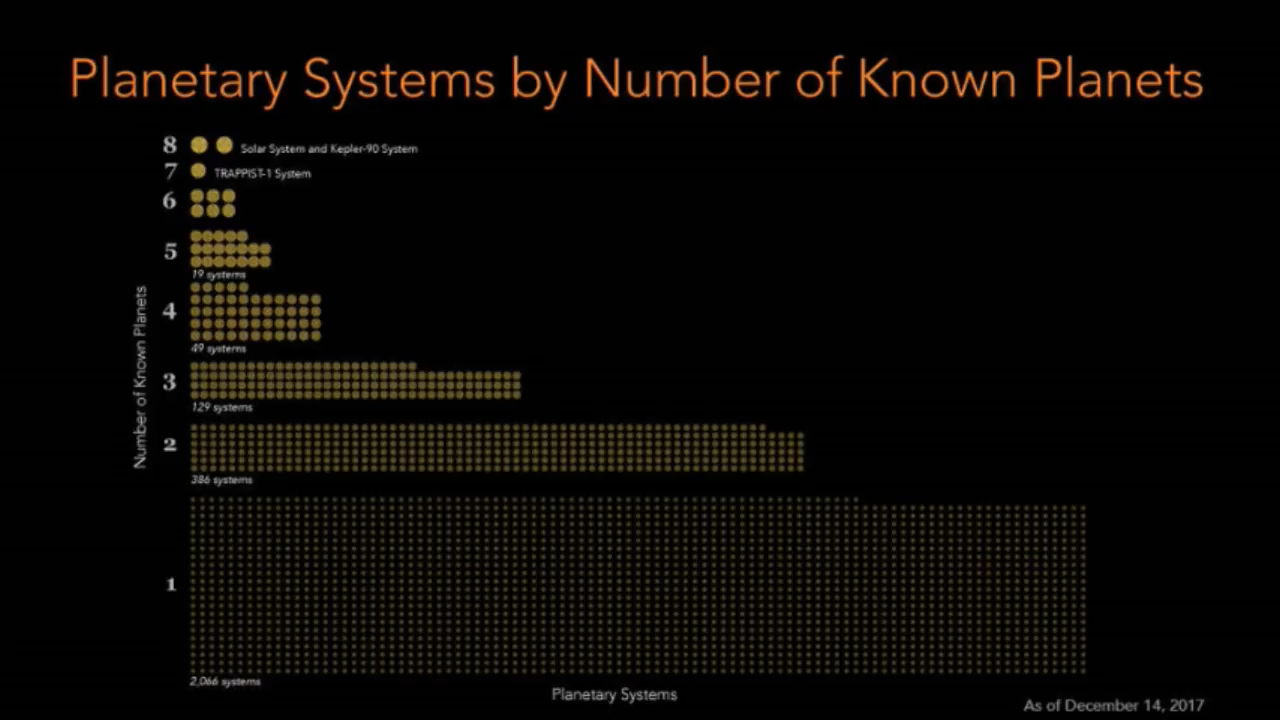 Planetary Systems by Number of Known Planets
8 Solar System and Kepler-90 System
7 TRAPPIST-1 System
6
5
19 systems
4
49 systems
3
129 systems
2
386 systems
1
2,066 systems
Number of Known Planets
Planetary Systems
As of December 14, 2017